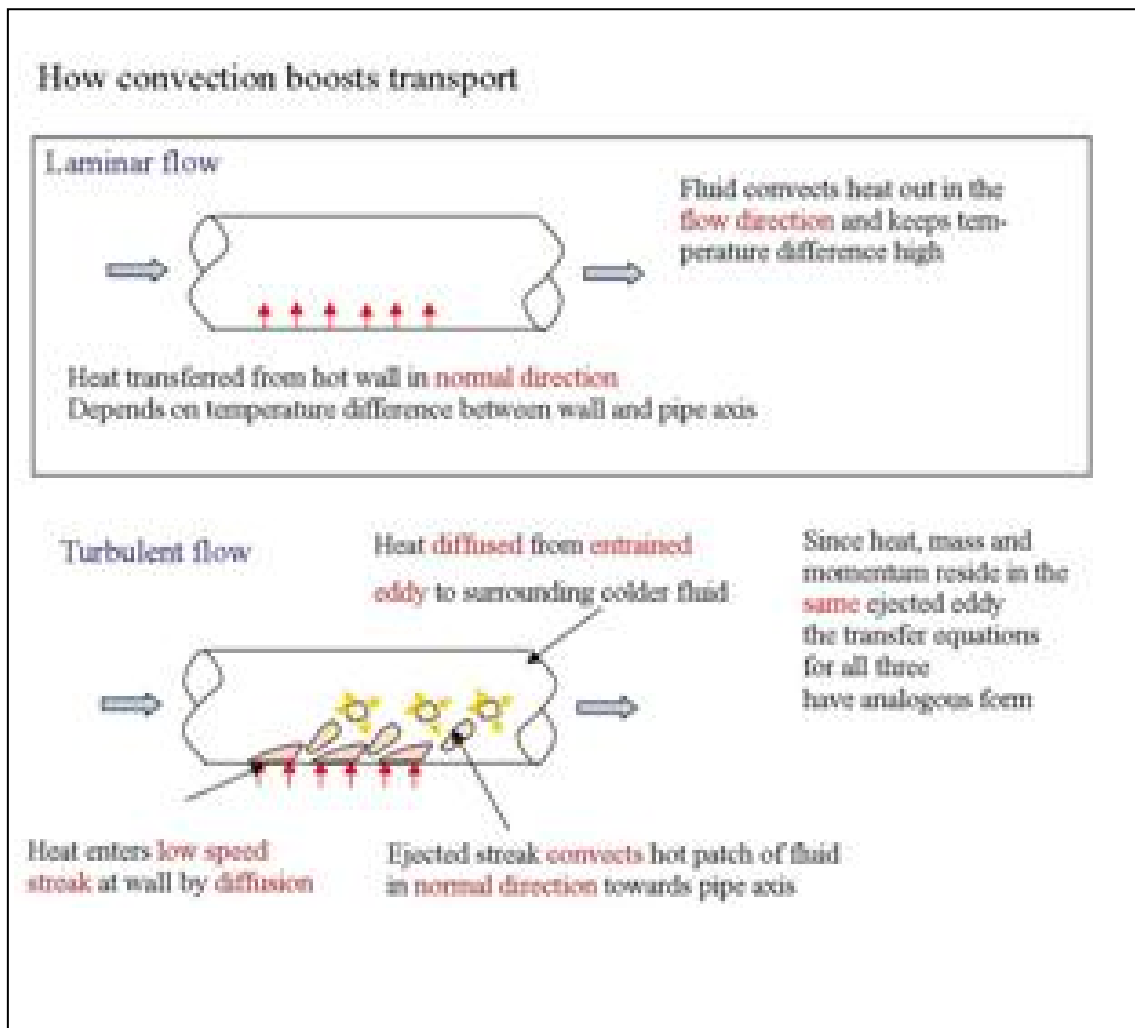 How convection boosts transport
Laminar flow
Fluid convects heat out in the
flow direction and keeps tem-
perature difference high
Heat transferred from hot wall in normal direction
Depends on temperature difference between wall and pipe axis
Turbulent flow
Heat diffused from entrained
eddy to surrounding colder fluid
Since heat, mass and
momentum reside in the
same ejected eddy
the transfer equations
for all three
have analogous form
Heat enters low speed
streak at wall by diffusion
Ejected streak convects hot patch of fluid
in normal direction towards pipe axis